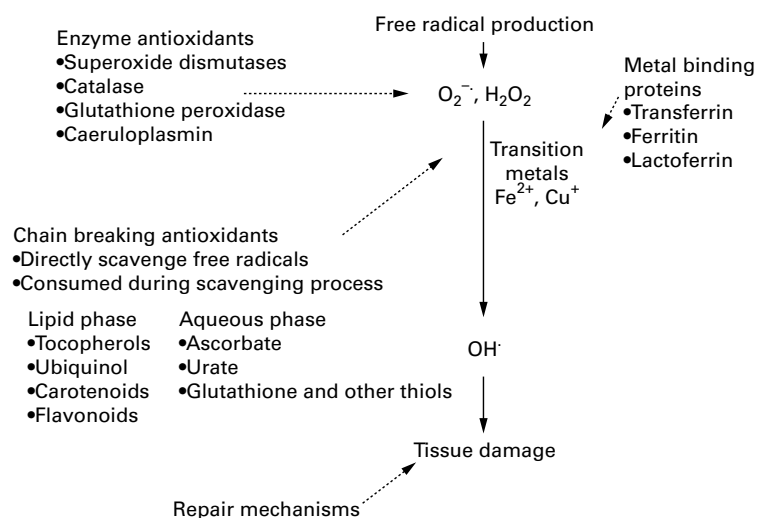 Free radical production
Enzyme antioxidants
•Superoxide dismutases
•Catalase
•Glutathione peroxidase
•Caeruloplasmin
O₂⁻·, H₂O₂
Metal binding
proteins
•Transferrin
•Ferritin
•Lactoferrin
Transition
metals
Fe²⁺, Cu⁺
Chain breaking antioxidants
•Directly scavenge free radicals
•Consumed during scavenging process
Lipid phase
•Tocopherols
•Ubiquinol
•Carotenoids
•Flavonoids
Aqueous phase
•Ascorbate
•Urate
•Glutathione and other thiols
OH·
Tissue damage
Repair mechanisms